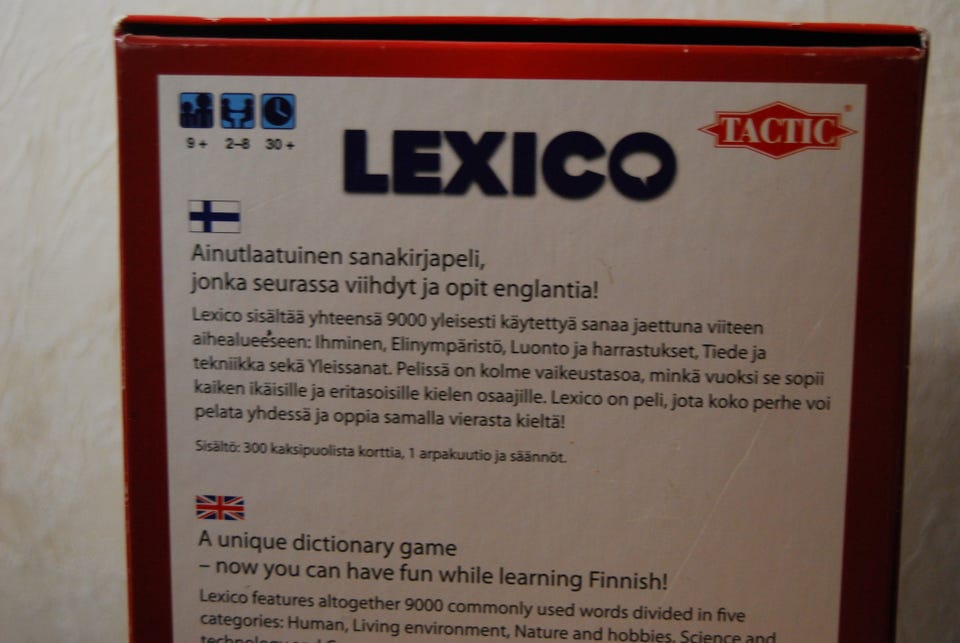 9+ 2–8 30+
LEXICO
TACTIC®
Ainutlaatuinen sanakirjapeli,
jonka seurassa viihdyt ja opit englantia!
Lexico sisältää yhteensä 9000 yleisesti käytettyä sanaa jaettuna viiteen
aihealueeseen: Ihminen, Elinympäristö, Luonto ja harrastukset, Tiede ja
tekniikka sekä Yleissanat. Pelissä on kolme vaikeustasoa, minkä vuoksi se sopii
kaiken ikäisille ja eritasoisille kielen osaajille. Lexico on peli, jota koko perhe voi
pelata yhdessä ja oppia samalla vierasta kieltä!
Sisältö: 300 kaksipuolista korttia, 1 arpakuutio ja säännöt.
A unique dictionary game
– now you can have fun while learning Finnish!
Lexico features altogether 9000 commonly used words divided in five
categories: Human, Living environment, Nature and hobbies, Science and